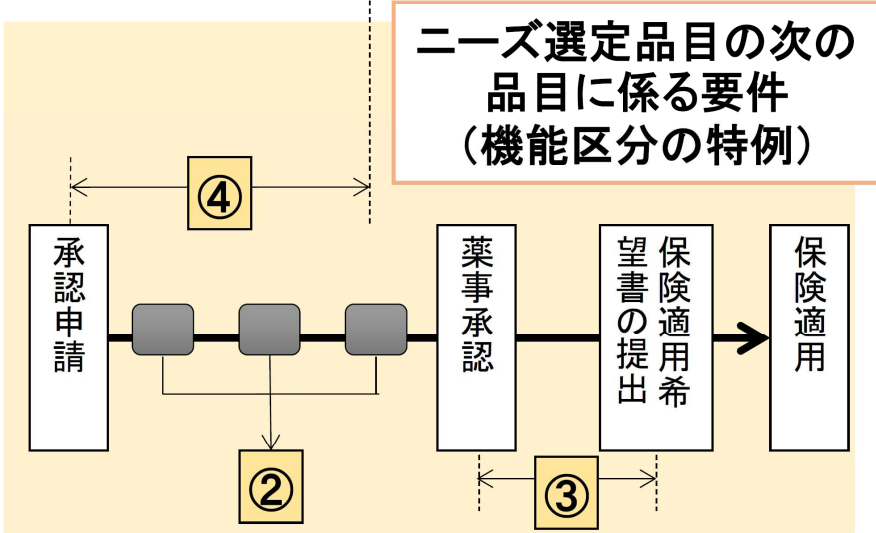 ニーズ選定品目の次の
品目に係る要件
（機能区分の特例）
④
承認申請
薬事承認
保険適用希
望書の提出
保険適用
②
③